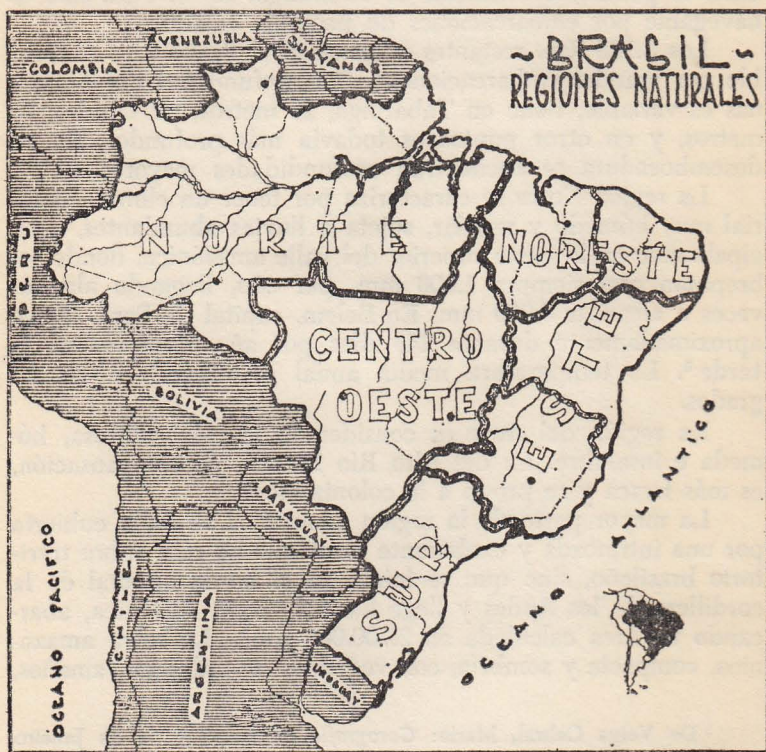 ~ BRASIL ~
REGIONES NATURALES
COLOMBIA
VENEZUELA
GUAYANAS
PERU
NORTE
NORESTE
CENTRO
OESTE
ESTE
BOLIVIA
PARAGUAY
SUR
CHILE
ARGENTINA
URUGUAY
OCEANO PACIFICO
OCEANO ATLANTICO